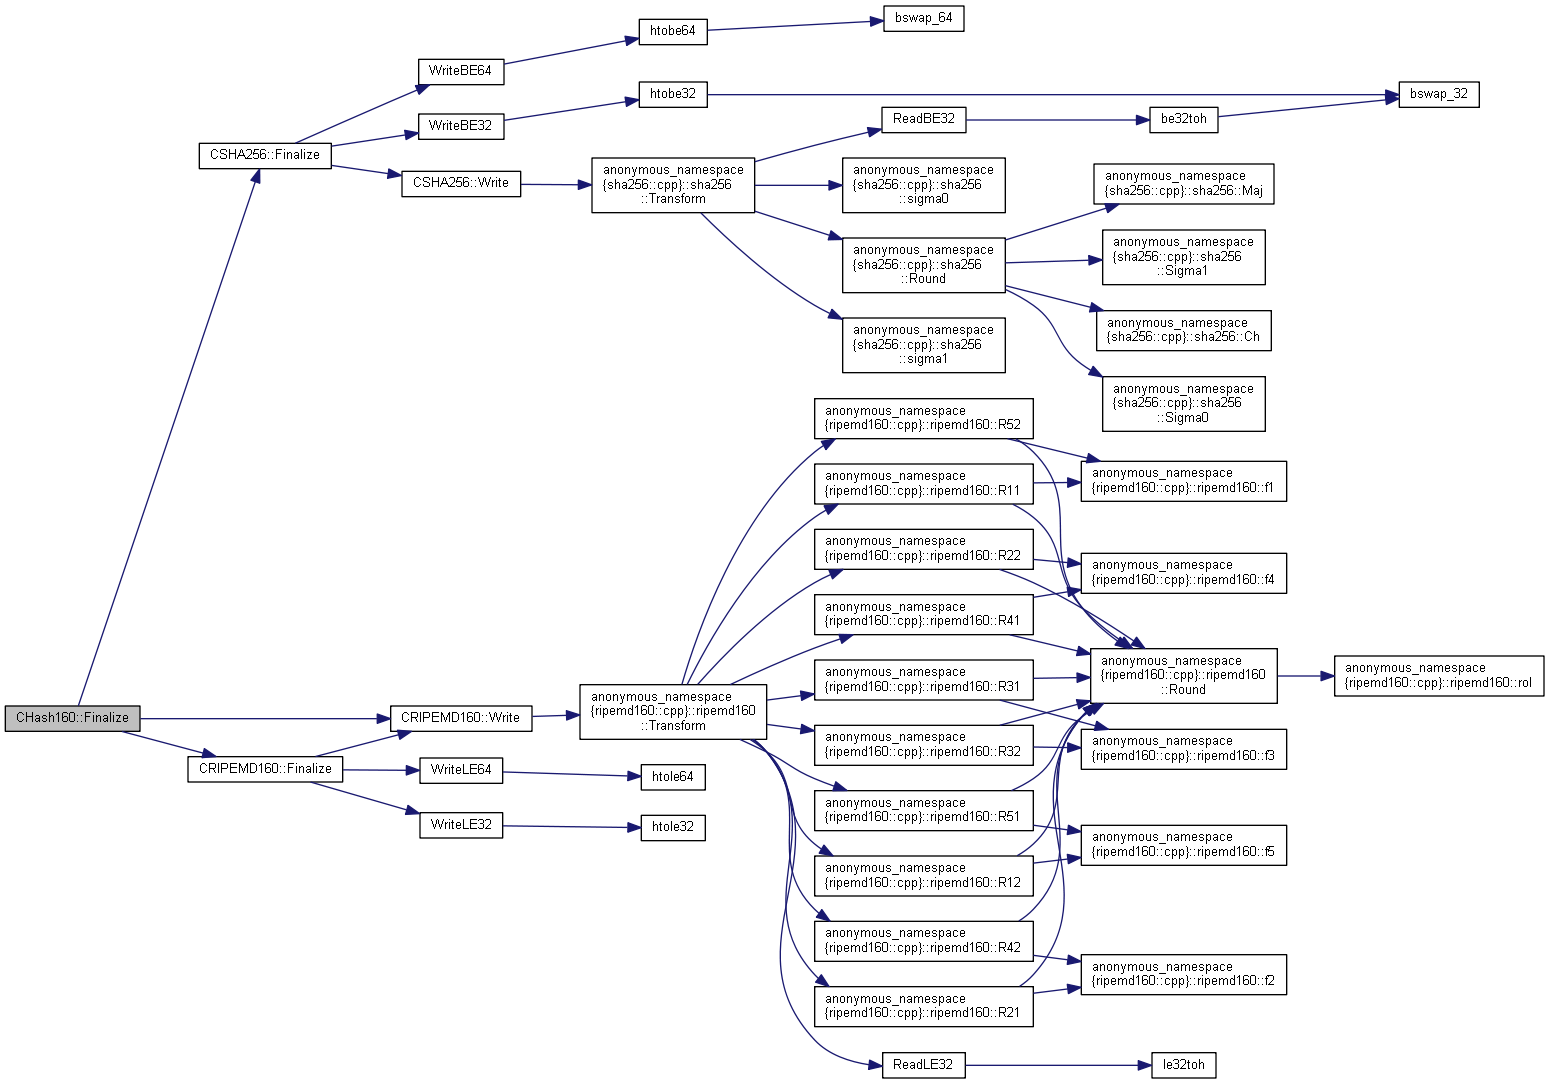 bswap_64
htobe64
WriteBE64
htobe32
bswap_32
WriteBE32
ReadBE32
be32toh
CSHA256::Finalize
CSHA256::Write
anonymous_namespace
{sha256::cpp}::sha256
::Transform
anonymous_namespace
{sha256::cpp}::sha256
::sigma0
anonymous_namespace
{sha256::cpp}::sha256::Maj
anonymous_namespace
{sha256::cpp}::sha256
::Round
anonymous_namespace
{sha256::cpp}::sha256
::Sigma1
anonymous_namespace
{sha256::cpp}::sha256::Ch
anonymous_namespace
{sha256::cpp}::sha256
::sigma1
anonymous_namespace
{sha256::cpp}::sha256
::Sigma0
anonymous_namespace
{ripemd160::cpp}::ripemd160::R52
anonymous_namespace
{ripemd160::cpp}::ripemd160::R11
anonymous_namespace
{ripemd160::cpp}::ripemd160::f1
anonymous_namespace
{ripemd160::cpp}::ripemd160::R22
anonymous_namespace
{ripemd160::cpp}::ripemd160::f4
anonymous_namespace
{ripemd160::cpp}::ripemd160::R41
anonymous_namespace
{ripemd160::cpp}::ripemd160::R31
anonymous_namespace
{ripemd160::cpp}::ripemd160
::Round
anonymous_namespace
{ripemd160::cpp}::ripemd160::rol
CHash160::Finalize
CRIPEMD160::Write
anonymous_namespace
{ripemd160::cpp}::ripemd160
::Transform
anonymous_namespace
{ripemd160::cpp}::ripemd160::R32
anonymous_namespace
{ripemd160::cpp}::ripemd160::f3
CRIPEMD160::Finalize
WriteLE64
htole64
anonymous_namespace
{ripemd160::cpp}::ripemd160::R51
WriteLE32
htole32
anonymous_namespace
{ripemd160::cpp}::ripemd160::f5
anonymous_namespace
{ripemd160::cpp}::ripemd160::R12
anonymous_namespace
{ripemd160::cpp}::ripemd160::R42
anonymous_namespace
{ripemd160::cpp}::ripemd160::f2
anonymous_namespace
{ripemd160::cpp}::ripemd160::R21
ReadLE32
le32toh